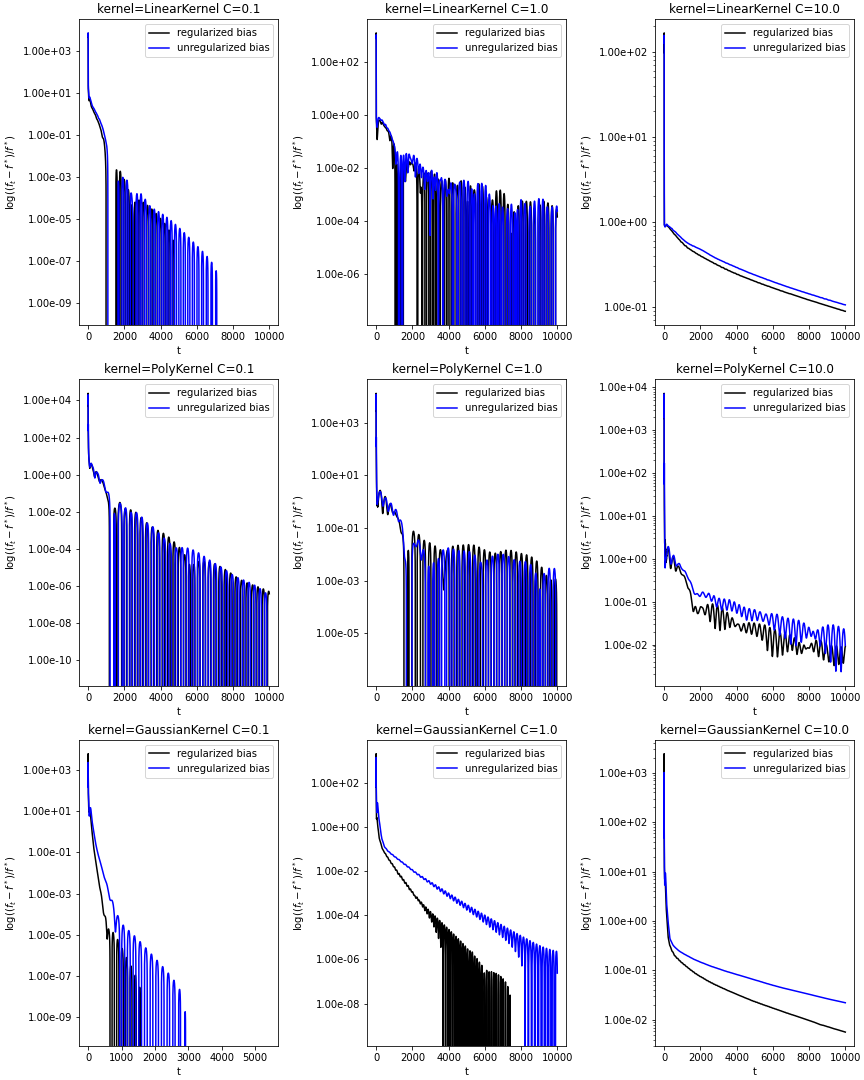 kernel=LinearKernel C=0.1
1.00e+03
1.00e+01
1.00e-01
1.00e-03
1.00e-05
1.00e-07
1.00e-09
log((f_t − f*)/f*)
0 2000 4000 6000 8000 10000
t
regularized bias
unregularized bias
kernel=LinearKernel C=1.0
1.00e+02
1.00e+00
1.00e-02
1.00e-04
1.00e-06
log((f_t − f*)/f*)
0 2000 4000 6000 8000 10000
t
regularized bias
unregularized bias
kernel=LinearKernel C=10.0
1.00e+02
1.00e+01
1.00e+00
1.00e-01
log((f_t − f*)/f*)
0 2000 4000 6000 8000 10000
t
regularized bias
unregularized bias
kernel=PolyKernel C=0.1
1.00e+04
1.00e+02
1.00e+00
1.00e-02
1.00e-04
1.00e-06
1.00e-08
1.00e-10
log((f_t − f*)/f*)
0 2000 4000 6000 8000 10000
t
regularized bias
unregularized bias
kernel=PolyKernel C=1.0
1.00e+03
1.00e+01
1.00e-01
1.00e-03
1.00e-05
log((f_t − f*)/f*)
0 2000 4000 6000 8000 10000
t
regularized bias
unregularized bias
kernel=PolyKernel C=10.0
1.00e+04
1.00e+03
1.00e+02
1.00e+01
1.00e+00
1.00e-01
1.00e-02
log((f_t − f*)/f*)
0 2000 4000 6000 8000 10000
t
regularized bias
unregularized bias
kernel=GaussianKernel C=0.1
1.00e+03
1.00e+01
1.00e-01
1.00e-03
1.00e-05
1.00e-07
1.00e-09
log((f_t − f*)/f*)
0 1000 2000 3000 4000 5000
t
regularized bias
unregularized bias
kernel=GaussianKernel C=1.0
1.00e+02
1.00e+00
1.00e-02
1.00e-04
1.00e-06
1.00e-08
log((f_t − f*)/f*)
0 2000 4000 6000 8000 10000
t
regularized bias
unregularized bias
kernel=GaussianKernel C=10.0
1.00e+03
1.00e+02
1.00e+01
1.00e+00
1.00e-01
1.00e-02
log((f_t − f*)/f*)
0 2000 4000 6000 8000 10000
t
regularized bias
unregularized bias